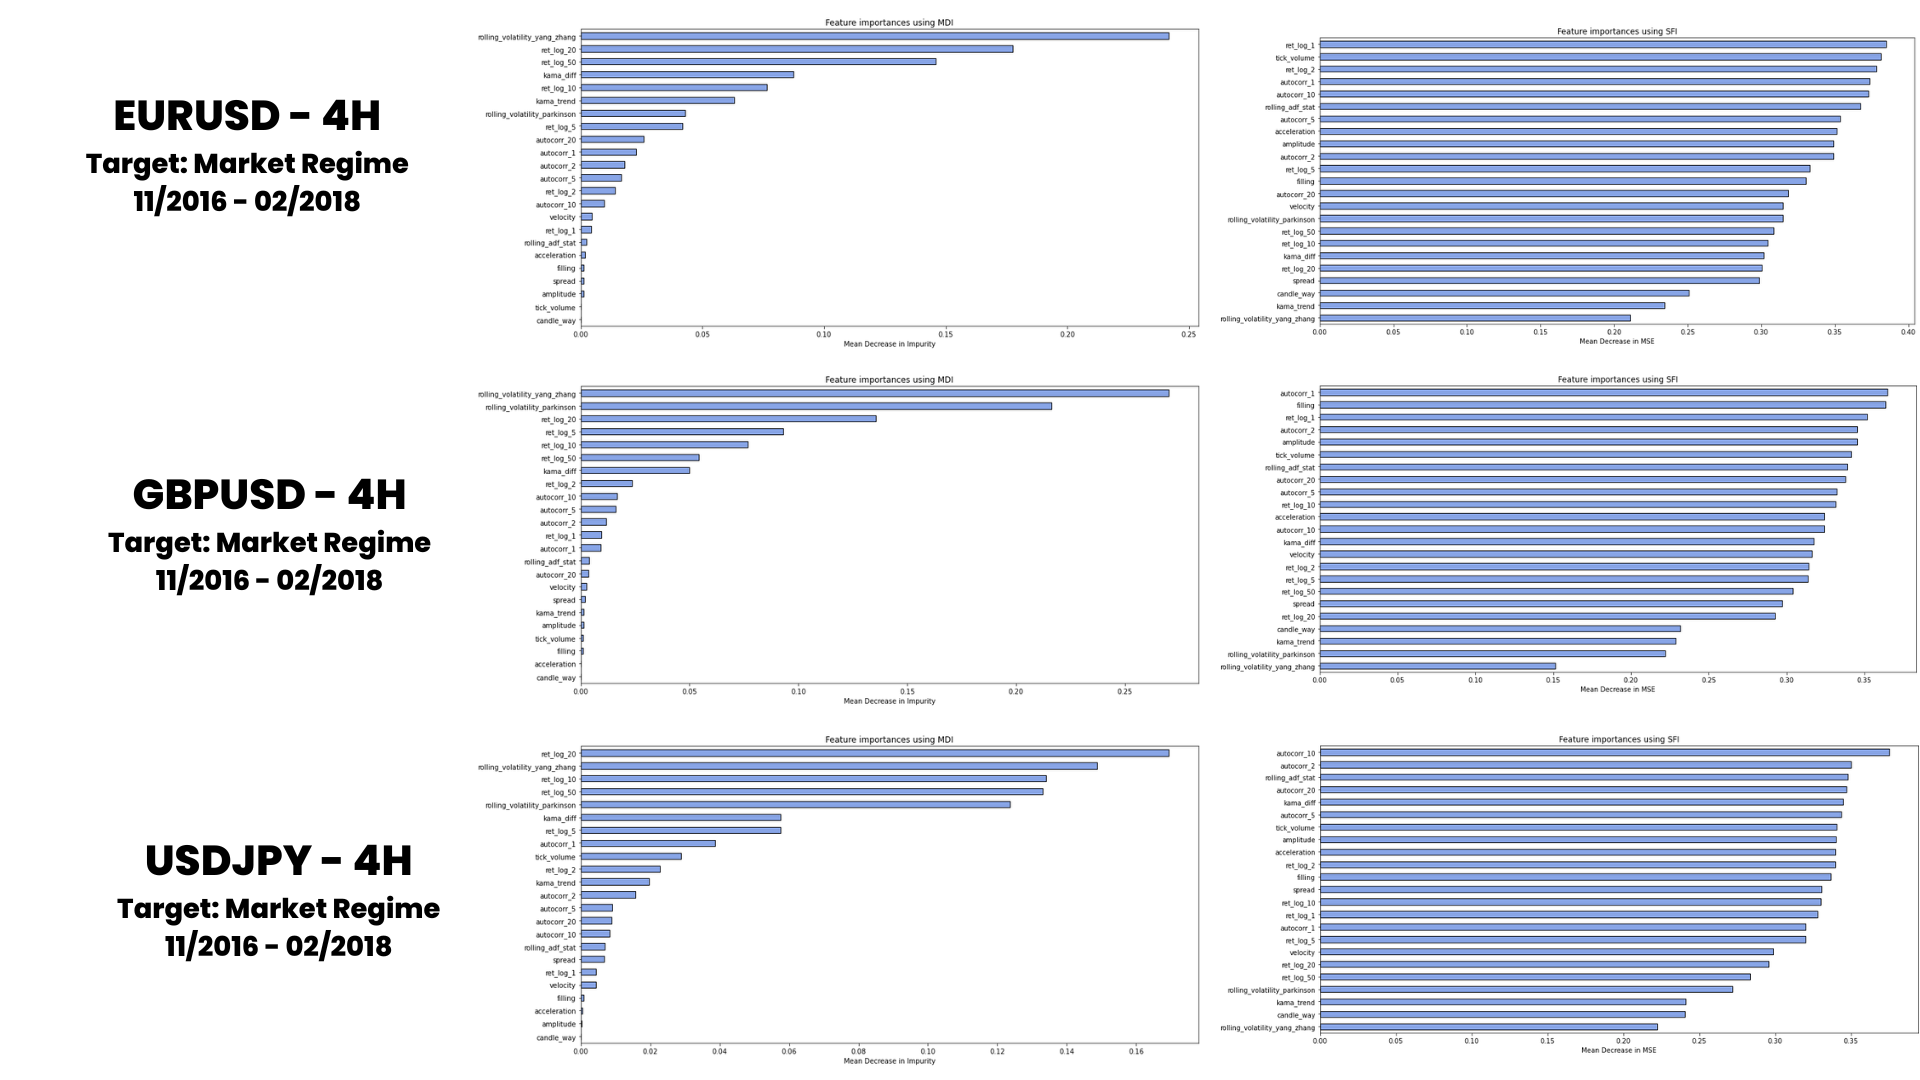 EURUSD - 4H
Target: Market Regime
11/2016 - 02/2018
Feature importances using MDI
rolling_volatility_yang_zhang
ret_log_20
ret_log_50
kama_diff
ret_log_10
kama_trend
rolling_volatility_parkinson
ret_log_5
autocorr_20
autocorr_1
autocorr_2
autocorr_5
ret_log_2
autocorr_10
velocity
ret_log_1
rolling_adf_stat
acceleration
filling
spread
amplitude
tick_volume
candle_way
0.00 0.05 0.10 0.15 0.20 0.25
Mean Decrease in Impurity
Feature importances using SFI
ret_log_1
tick_volume
ret_log_2
autocorr_1
autocorr_10
rolling_adf_stat
autocorr_5
acceleration
amplitude
autocorr_2
ret_log_5
filling
autocorr_20
velocity
rolling_volatility_parkinson
ret_log_50
ret_log_10
kama_diff
ret_log_20
spread
candle_way
kama_trend
rolling_volatility_yang_zhang
0.00 0.05 0.10 0.15 0.20 0.25 0.30 0.35 0.40
Mean Decrease in MSE
GBPUSD - 4H
Target: Market Regime
11/2016 - 02/2018
Feature importances using MDI
rolling_volatility_yang_zhang
rolling_volatility_parkinson
ret_log_20
ret_log_5
ret_log_10
ret_log_50
kama_diff
ret_log_2
autocorr_10
autocorr_5
autocorr_2
ret_log_1
autocorr_1
rolling_adf_stat
autocorr_20
velocity
spread
kama_trend
amplitude
tick_volume
filling
acceleration
candle_way
0.00 0.05 0.10 0.15 0.20 0.25
Mean Decrease in Impurity
Feature importances using SFI
autocorr_1
filling
ret_log_1
autocorr_2
amplitude
tick_volume
rolling_adf_stat
autocorr_20
autocorr_5
ret_log_10
acceleration
autocorr_10
kama_diff
velocity
ret_log_2
ret_log_5
ret_log_50
spread
ret_log_20
candle_way
kama_trend
rolling_volatility_parkinson
rolling_volatility_yang_zhang
0.00 0.05 0.10 0.15 0.20 0.25 0.30 0.35
Mean Decrease in MSE
USDJPY - 4H
Target: Market Regime
11/2016 - 02/2018
Feature importances using MDI
ret_log_20
rolling_volatility_yang_zhang
ret_log_10
ret_log_50
rolling_volatility_parkinson
kama_diff
ret_log_5
autocorr_1
tick_volume
ret_log_2
kama_trend
autocorr_2
autocorr_5
autocorr_20
autocorr_10
rolling_adf_stat
spread
ret_log_1
velocity
filling
acceleration
amplitude
candle_way
0.00 0.02 0.04 0.06 0.08 0.10 0.12 0.14 0.16
Mean Decrease in Impurity
Feature importances using SFI
autocorr_10
autocorr_2
rolling_adf_stat
autocorr_20
kama_diff
autocorr_5
tick_volume
amplitude
acceleration
ret_log_2
filling
spread
ret_log_10
ret_log_1
autocorr_1
ret_log_5
velocity
ret_log_20
ret_log_50
rolling_volatility_parkinson
kama_trend
candle_way
rolling_volatility_yang_zhang
0.00 0.05 0.10 0.15 0.20 0.25 0.30 0.35
Mean Decrease in MSE